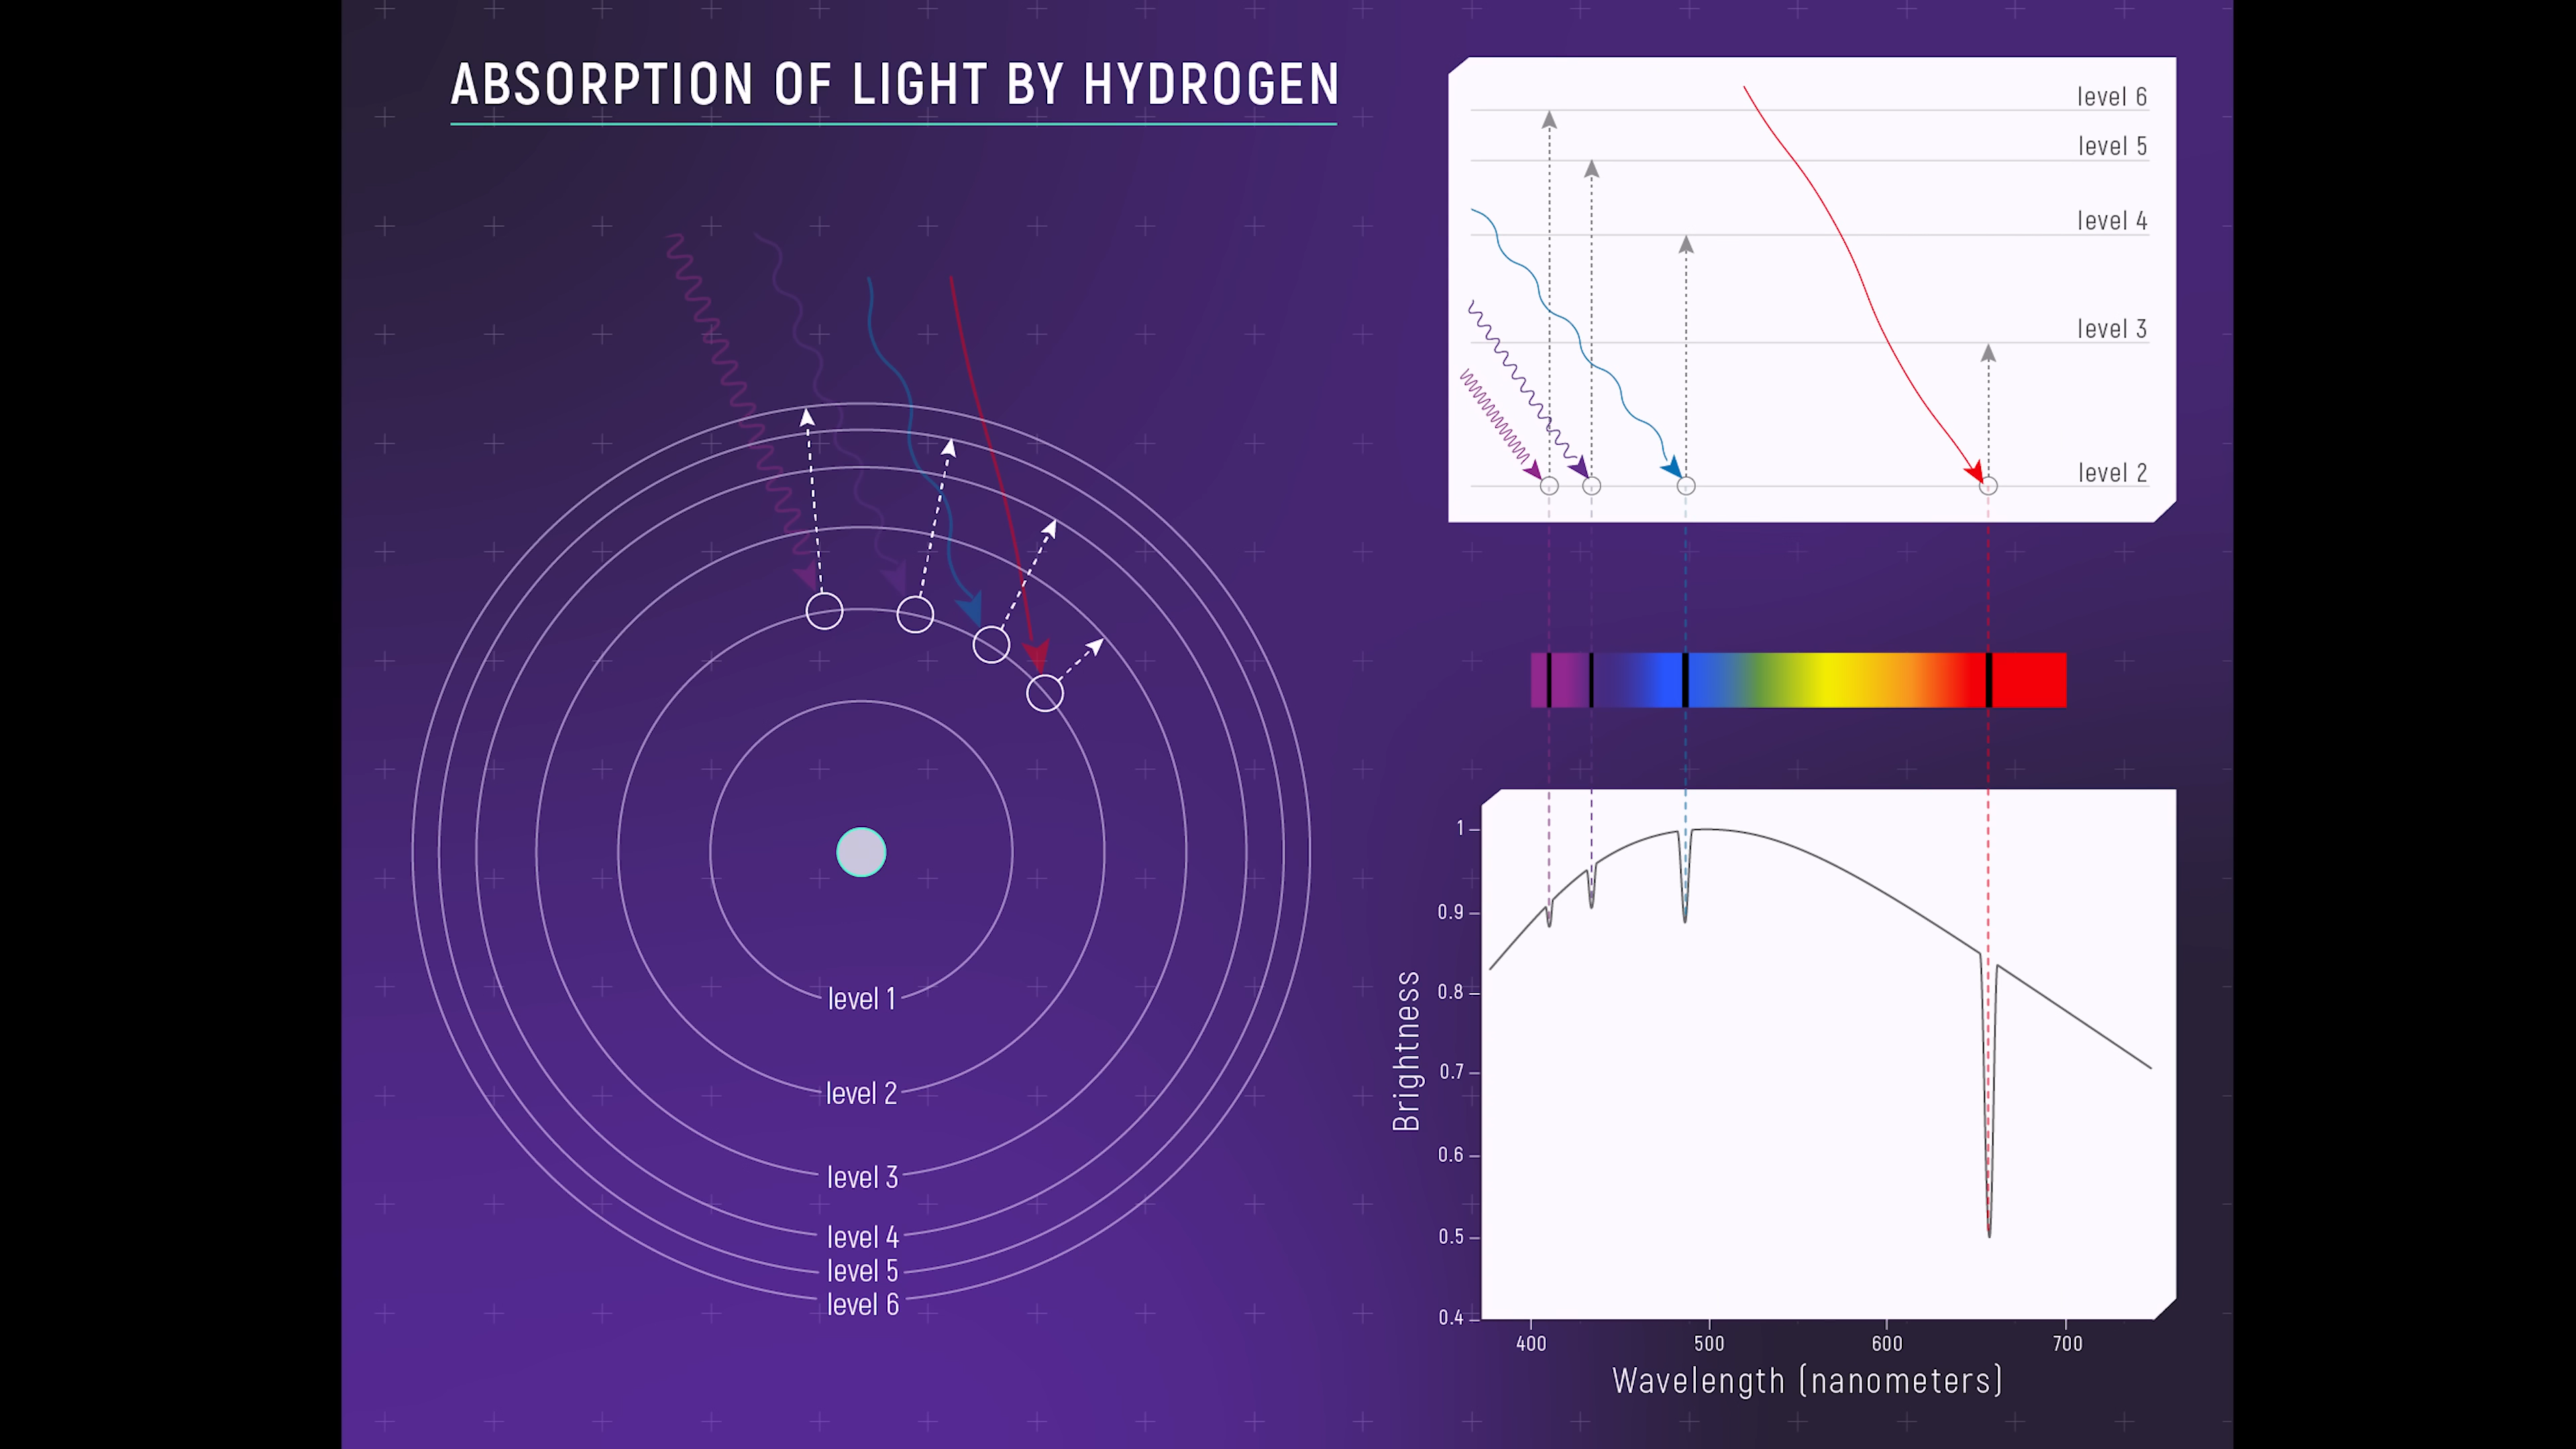 ABSORPTION OF LIGHT BY HYDROGEN
level 1
level 2
level 3
level 4
level 5
level 6
level 6
level 5
level 4
level 3
level 2
Brightness
1
0.9
0.8
0.7
0.6
0.5
0.4
400 500 600 700
Wavelength (nanometers)